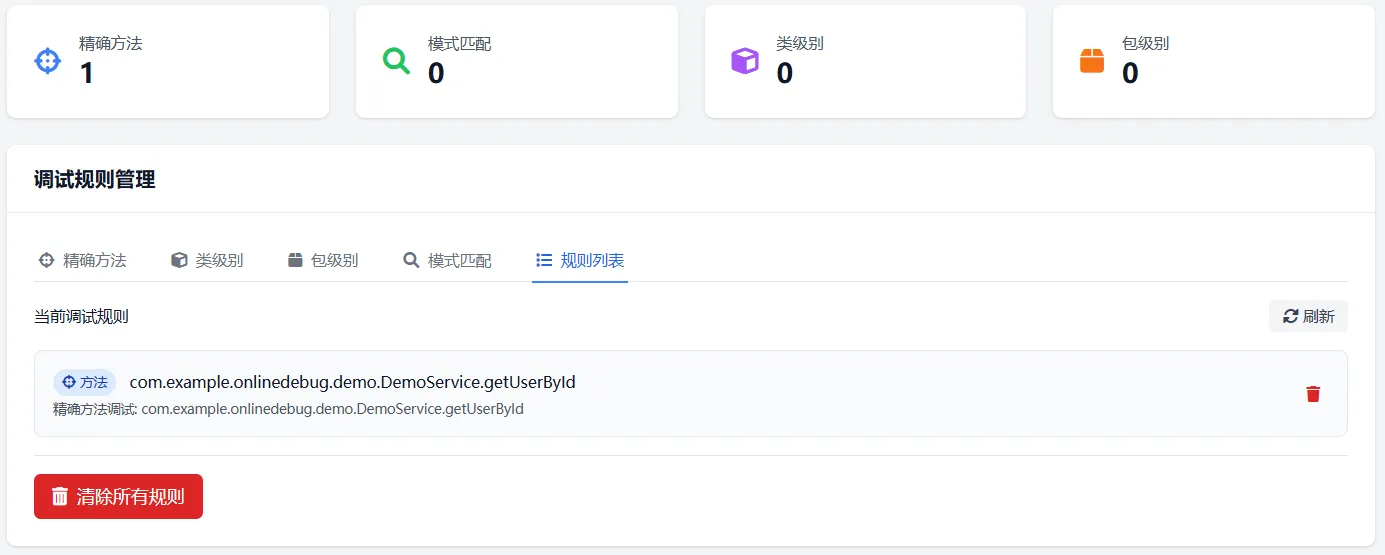 精确方法
1
模式匹配
0
类级别
0
包级别
0
调试规则管理
精确方法 类级别 包级别 模式匹配 规则列表
当前调试规则 刷新
方法 com.example.onlinedebug.demo.DemoService.getUserById
精确方法调试: com.example.onlinedebug.demo.DemoService.getUserById
清除所有规则